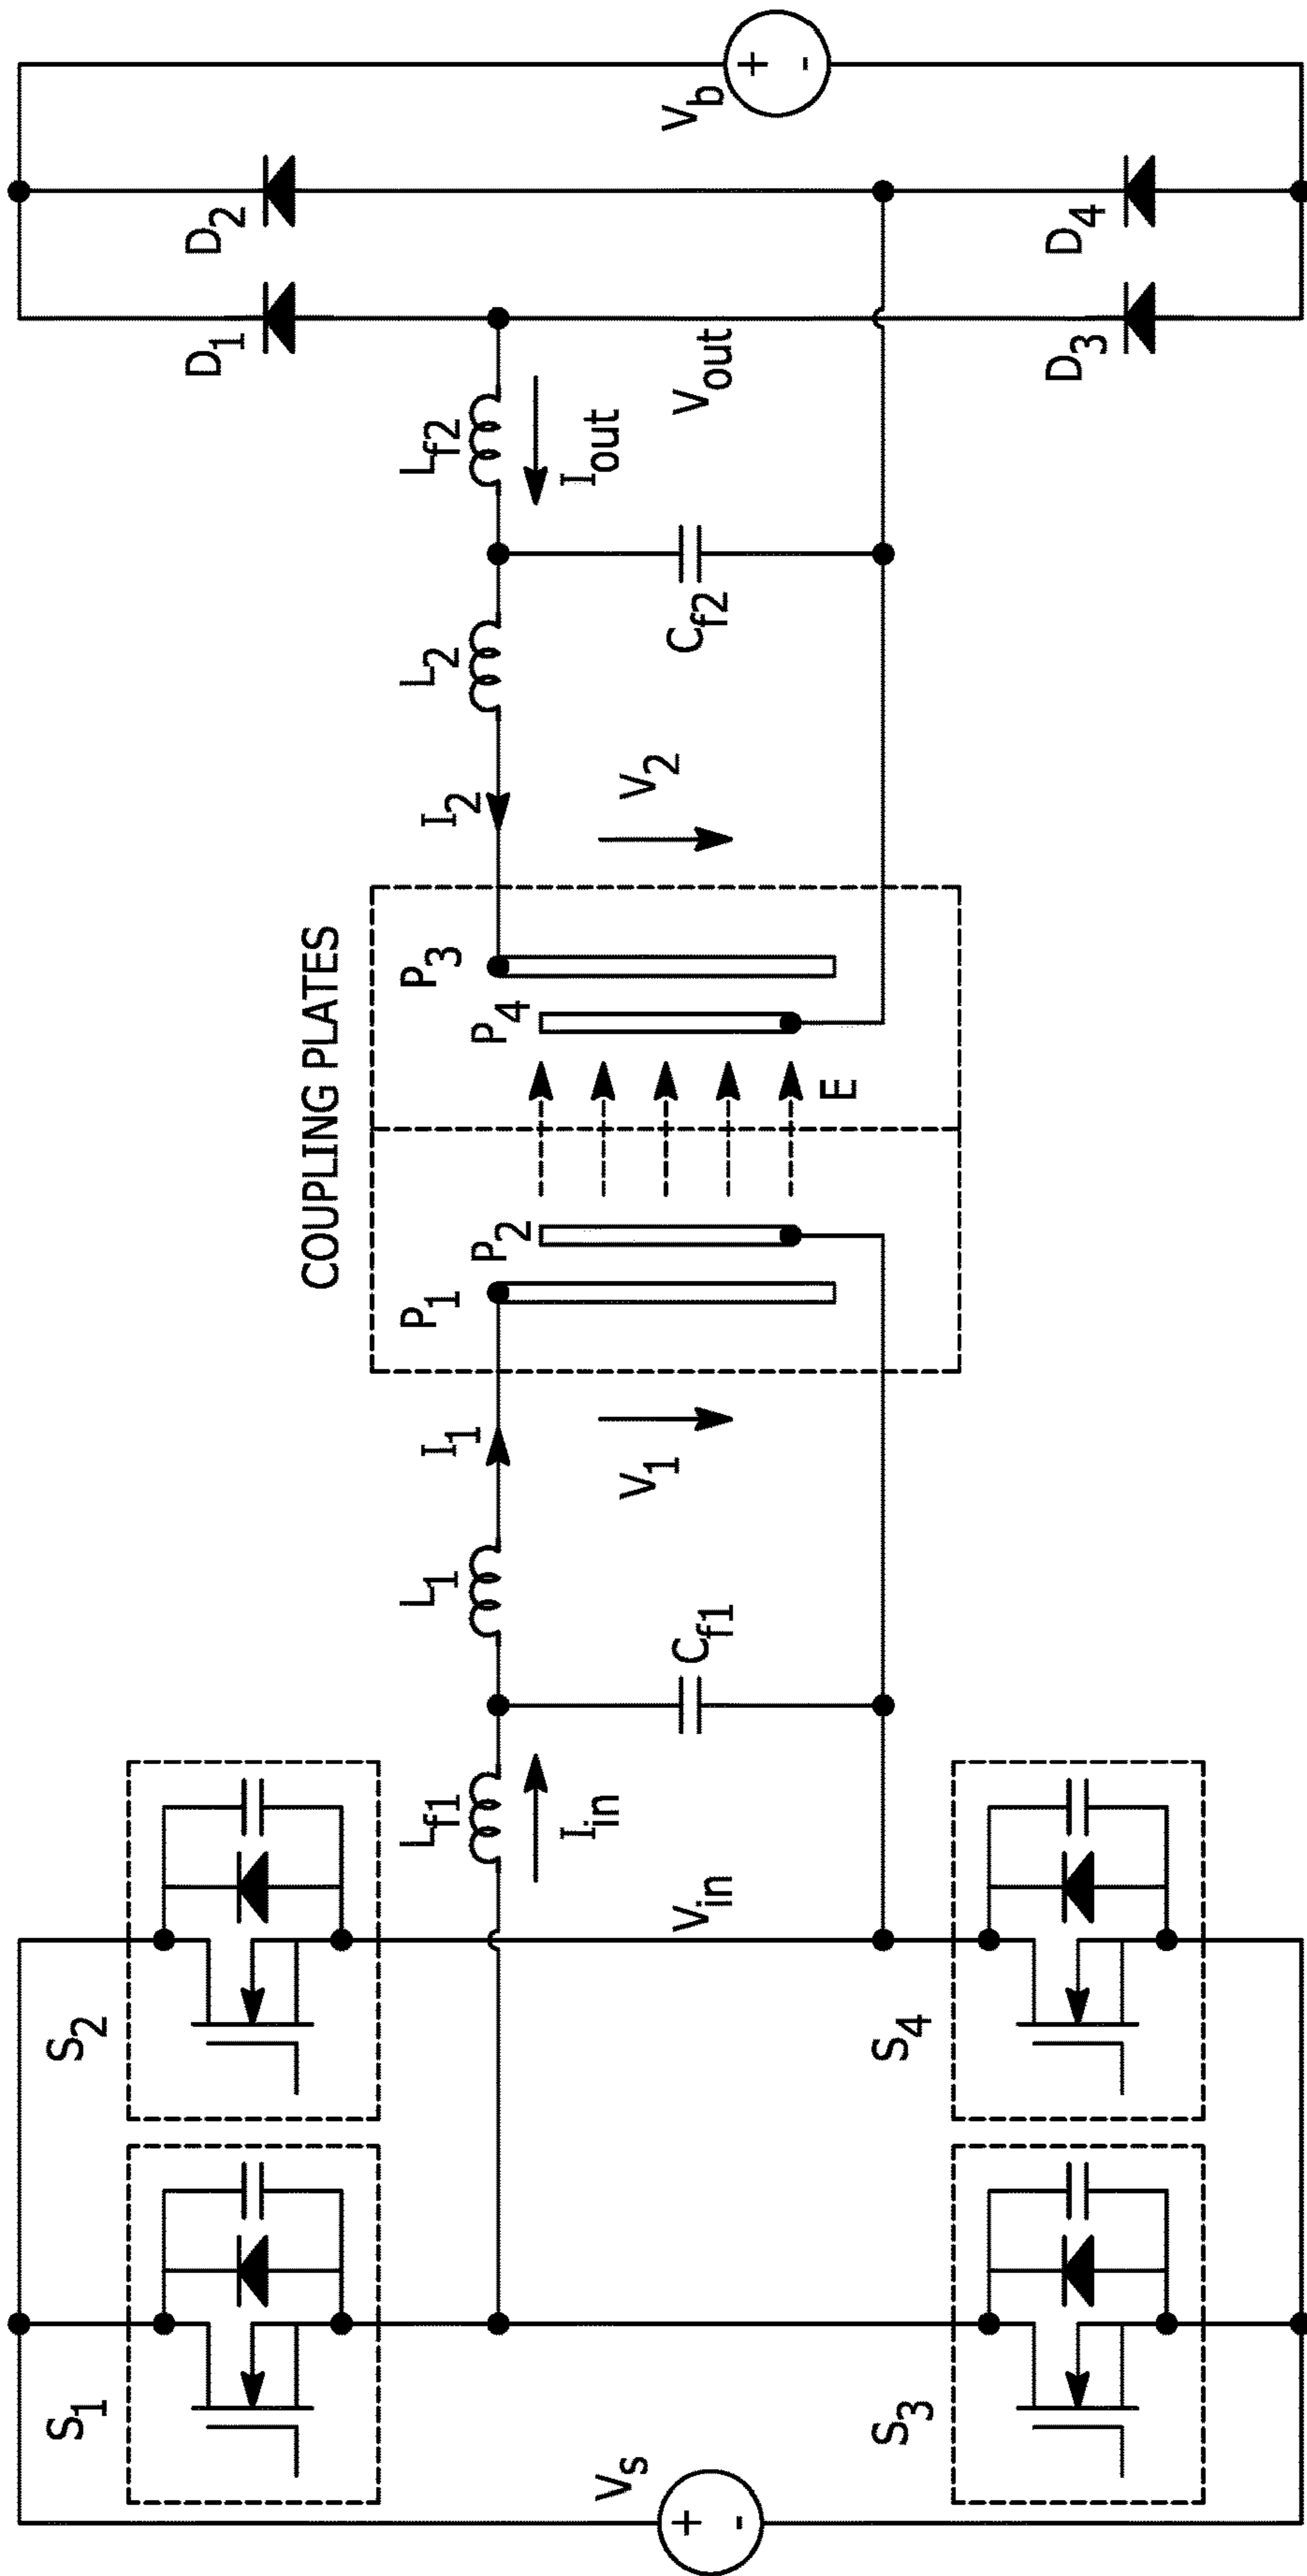 COUPLING PLATES
S1
S2
S3
S4
Vs
+
-
Lf1
Iin
Vin
Cf1
L1
I1
V1
P1
P2
E
P4
P3
I2
V2
L2
Cf2
Lf2
Iout
Vout
D1
D2
D3
D4
Vb
+
-